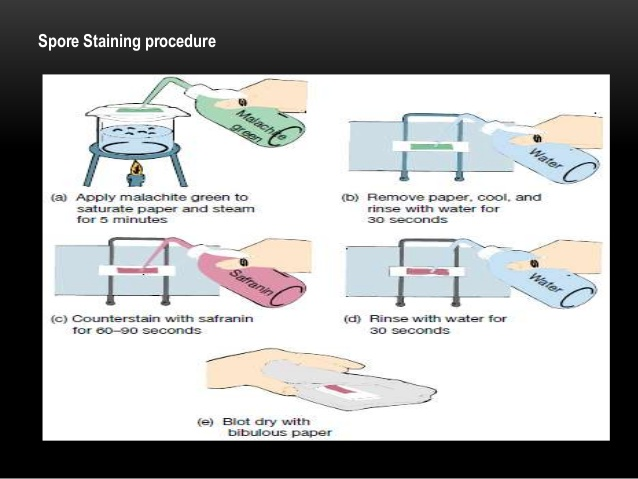 Spore Staining procedure
Malachite
green
Water
(a) Apply malachite green to
saturate paper and steam
for 5 minutes
(b) Remove paper, cool, and
rinse with water for
30 seconds
Safranin
Water
(c) Counterstain with safranin
for 60–90 seconds
(d) Rinse with water for
30 seconds
(e) Blot dry with
bibulous paper